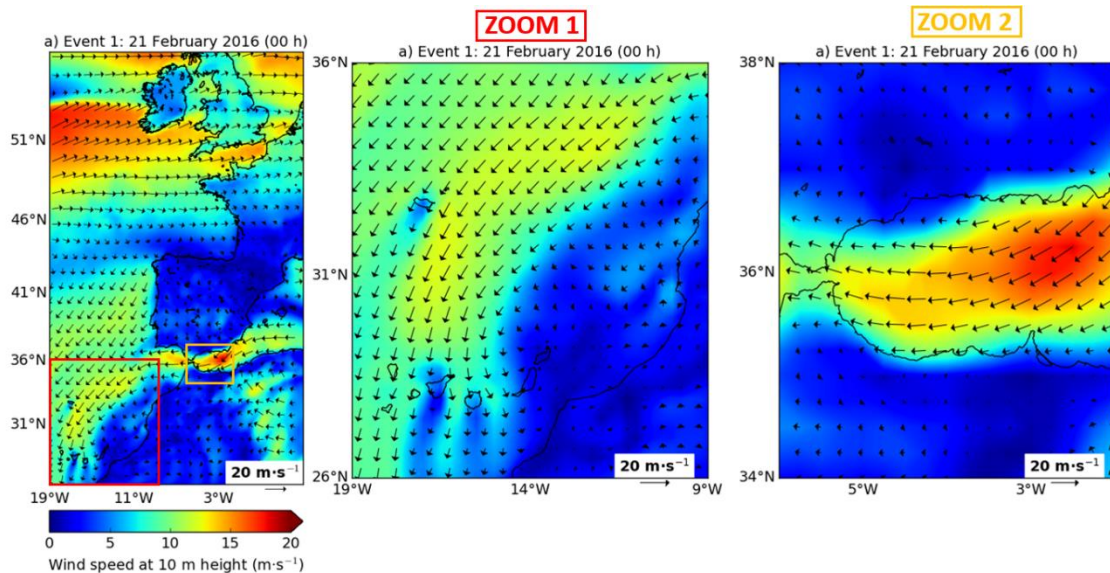 ZOOM 1
ZOOM 2
a) Event 1: 21 February 2016 (00 h)
a) Event 1: 21 February 2016 (00 h)
a) Event 1: 21 February 2016 (00 h)
51°N
46°N
41°N
36°N
31°N
19°W
11°W
3°W
20 m·s⁻¹
0
5
10
15
20
Wind speed at 10 m height (m·s⁻¹)
36°N
31°N
26°N
19°W
14°W
9°W
20 m·s⁻¹
38°N
36°N
34°N
5°W
3°W
20 m·s⁻¹